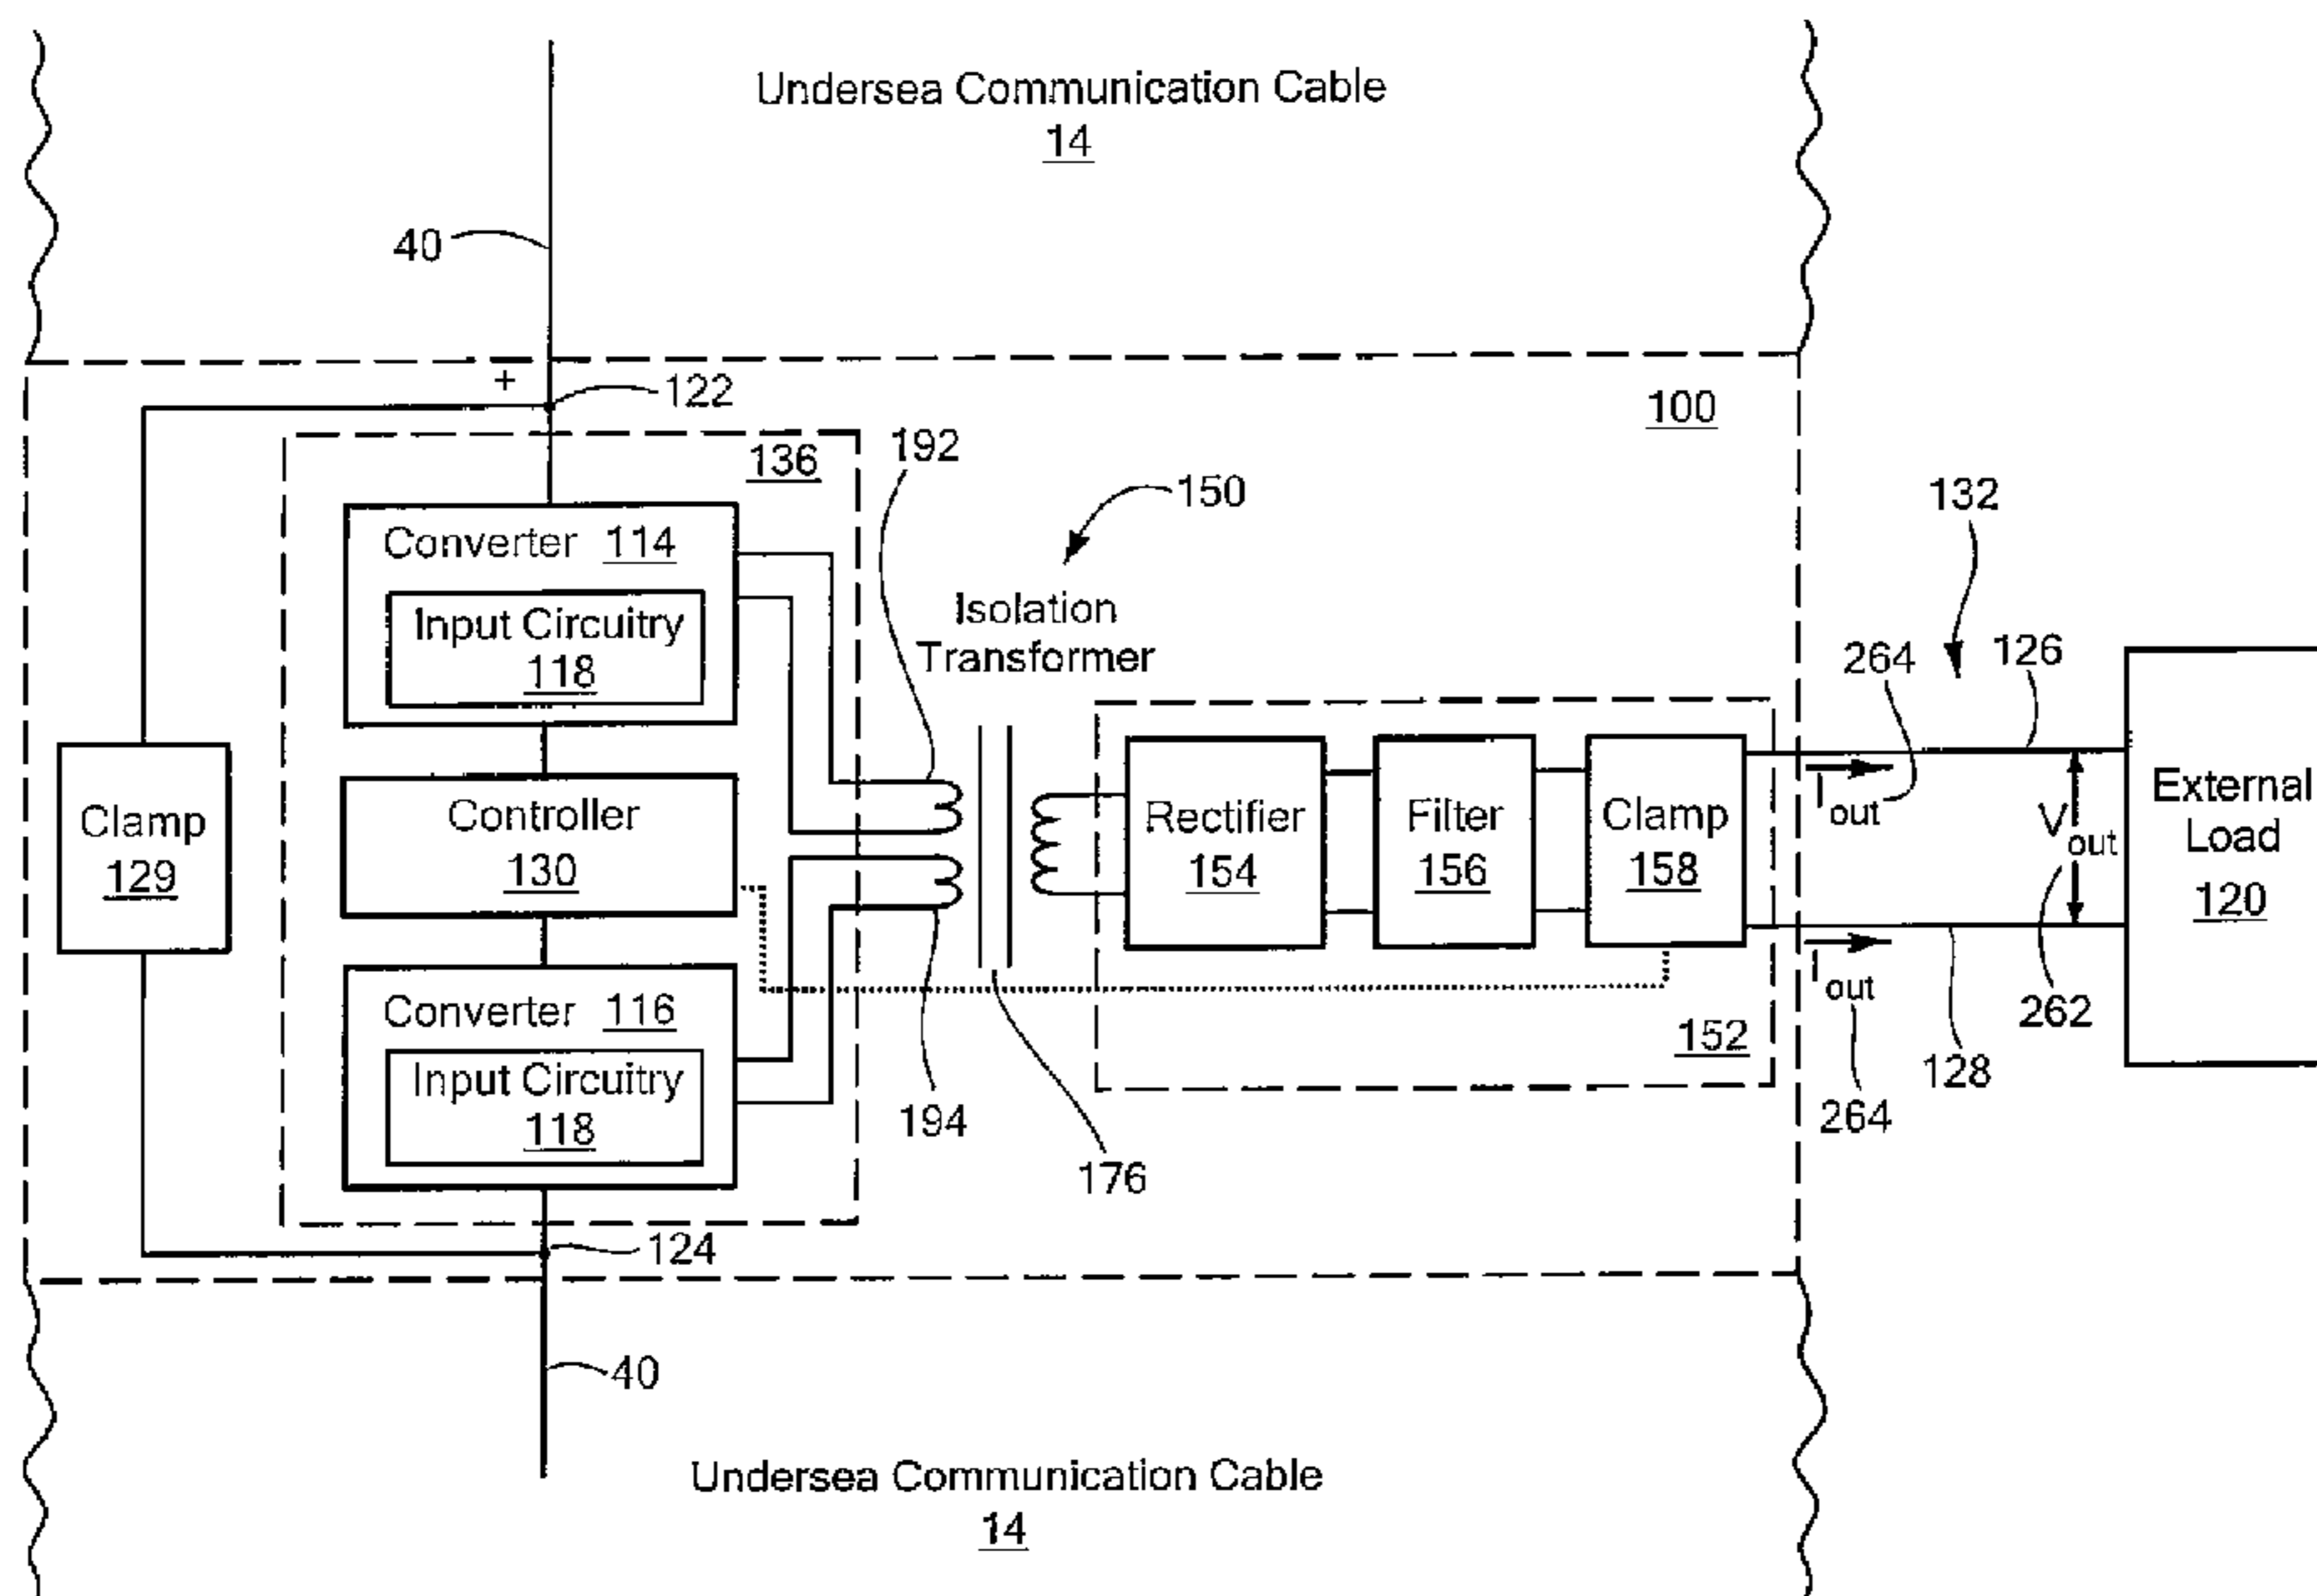 Undersea Communication Cable
14
40
+
122
100
136
192
150
132
Converter 114
Input Circuitry
118
Isolation
Transformer
264
126
Clamp
129
Controller
130
Rectifier
154
Filter
156
Clamp
158
Iout
Vout
External
Load
120
Converter 116
Input Circuitry
118
Iout
262
152
128
194
264
176
124
40
Undersea Communication Cable
14